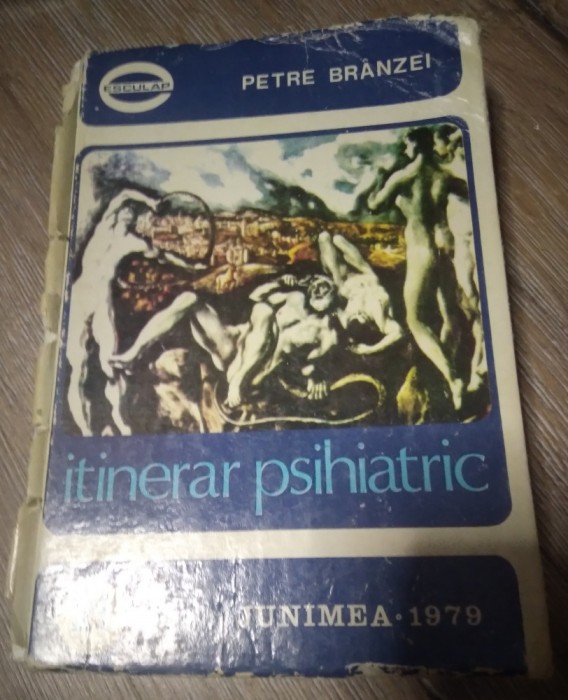 ESCULAP
PETRE BRÂNZEI
itinerar psihiatric
JUNIMEA · 1979